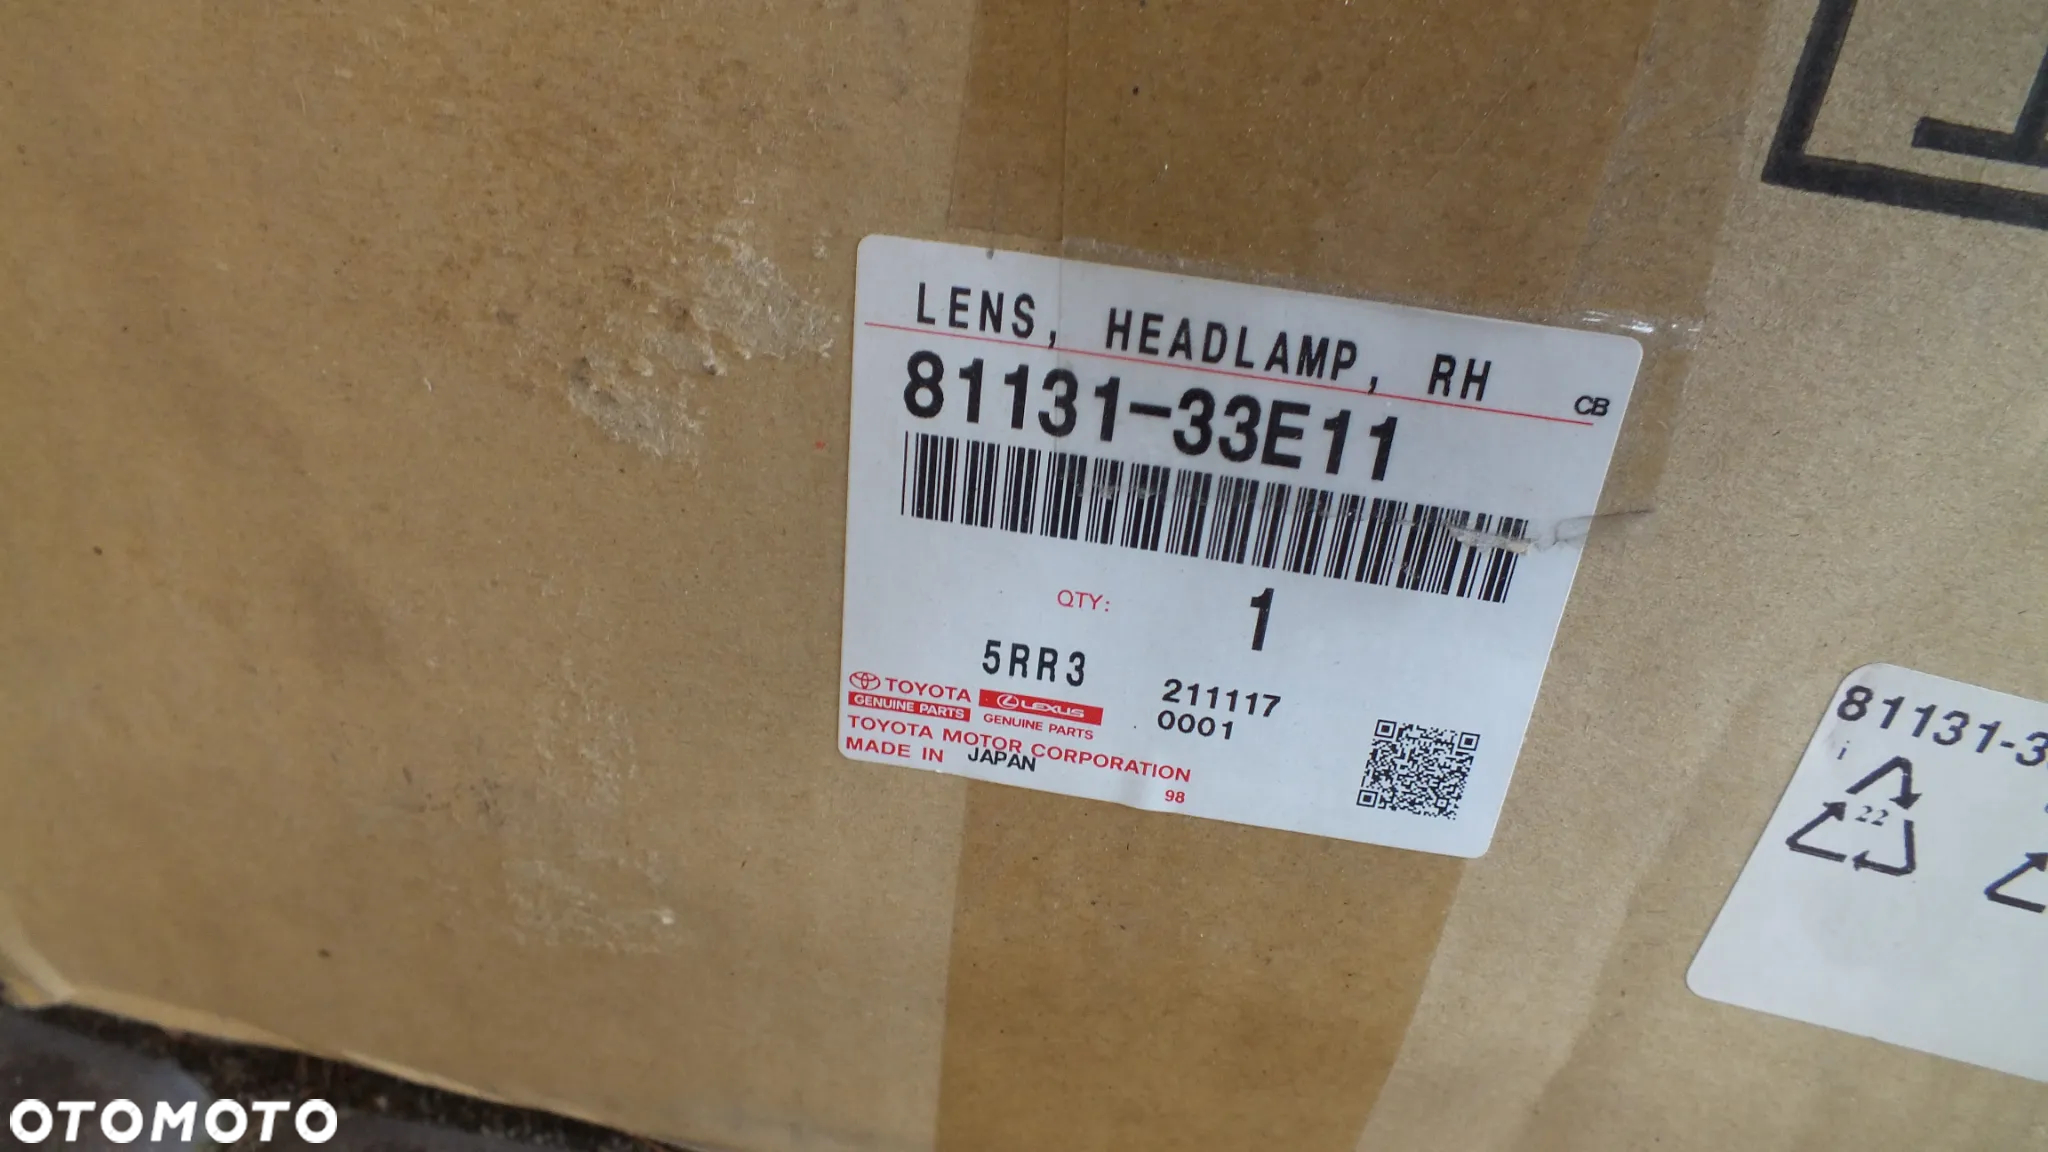 LENS, HEADLAMP, RH
CB
81131-33E11
QTY: 1
5RR3
211117
0001
TOYOTA
GENUINE PARTS
LEXUS
GENUINE PARTS
TOYOTA MOTOR CORPORATION
MADE IN JAPAN
98
81131-3
i
22
OTOMOTO